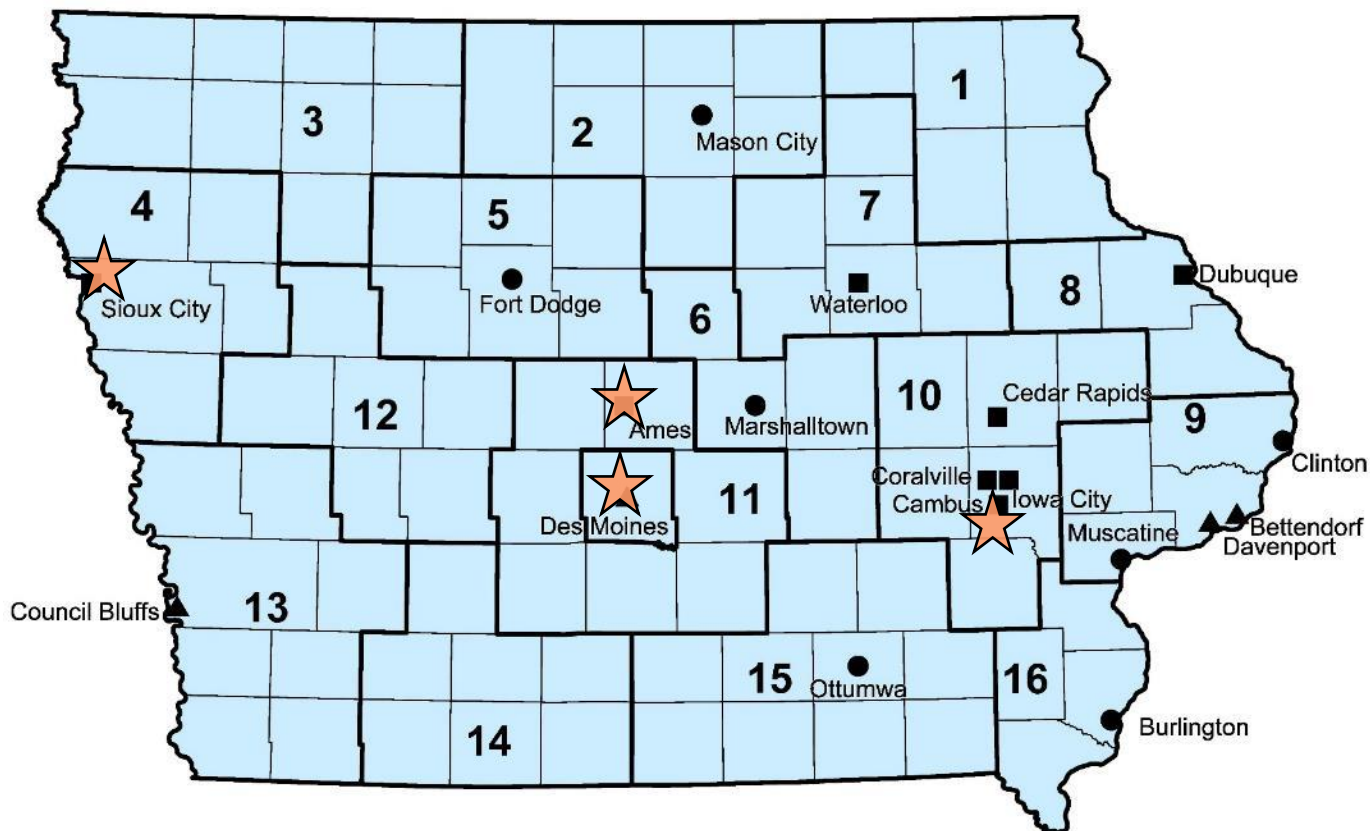 1
3
2
Mason City
4
5
7
Sioux City
Fort Dodge
6
Waterloo
8
Dubuque
12
Ames
Marshalltown
10
Cedar Rapids
9
Clinton
11
Des Moines
Coralville
Cambus
Iowa City
Muscatine
Bettendorf
Davenport
Council Bluffs
13
15
Ottumwa
16
14
Burlington